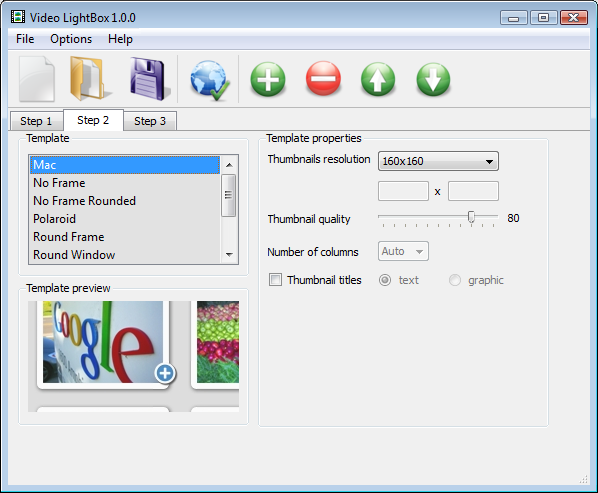 Video LightBox 1.0.0
File Options Help
Step 1 Step 2 Step 3
Template
Mac
No Frame
No Frame Rounded
Polaroid
Round Frame
Round Window
Template preview
Google
Template properties
Thumbnails resolution 160x160
x
Thumbnail quality 80
Number of columns Auto
Thumbnail titles text graphic